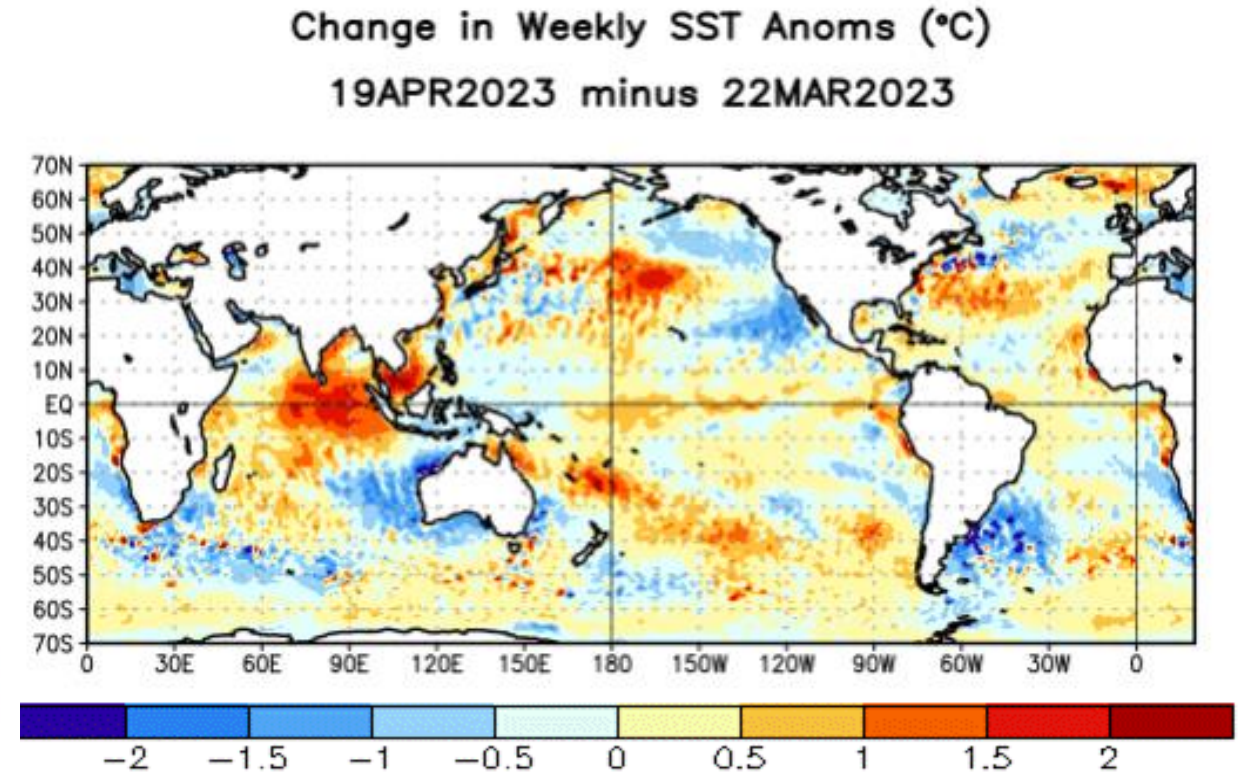 Change in Weekly SST Anoms (°C)
19APR2023 minus 22MAR2023
70N
60N
50N
40N
30N
20N
10N
EQ
10S
20S
30S
40S
50S
60S
70S
0 30E 60E 90E 120E 150E 180 150W 120W 90W 60W 30W 0
−2 −1.5 −1 −0.5 0 0.5 1 1.5 2